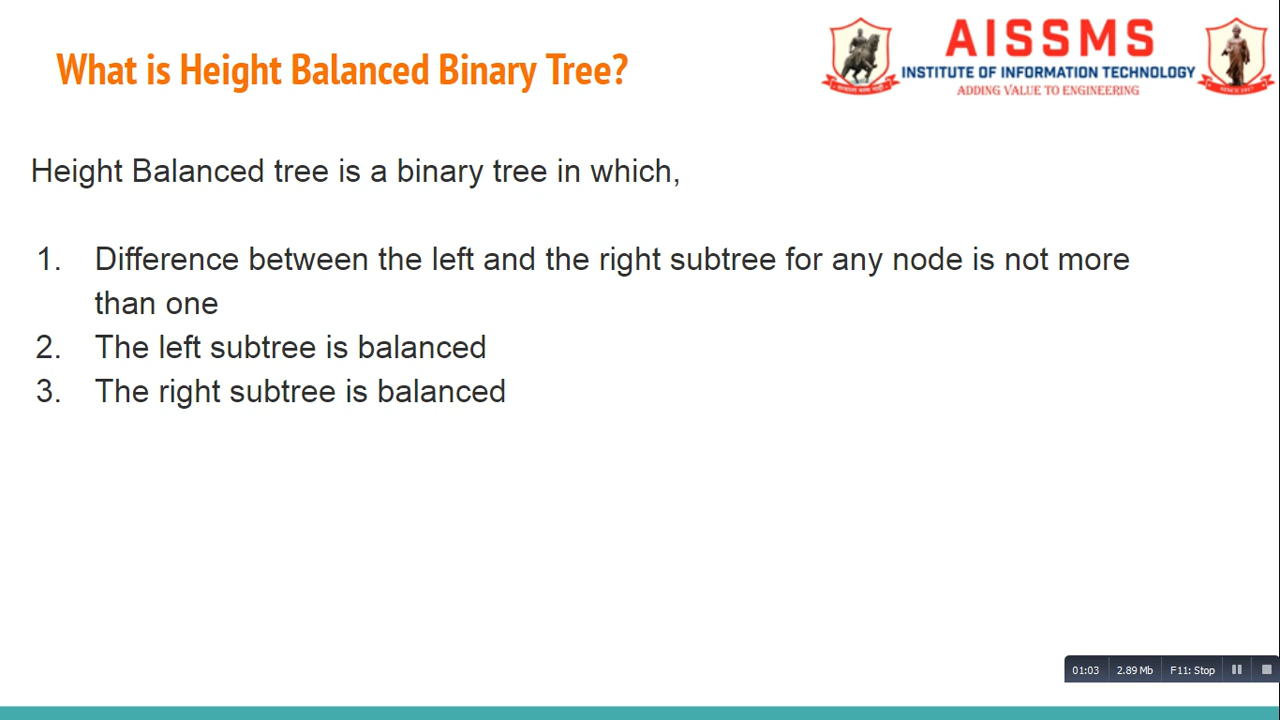 What is Height Balanced Binary Tree?
AISSMS
INSTITUTE OF INFORMATION TECHNOLOGY
ADDING VALUE TO ENGINEERING
Height Balanced tree is a binary tree in which,
1. Difference between the left and the right subtree for any node is not more
than one
2. The left subtree is balanced
3. The right subtree is balanced
01:03 2.89 Mb F11: Stop